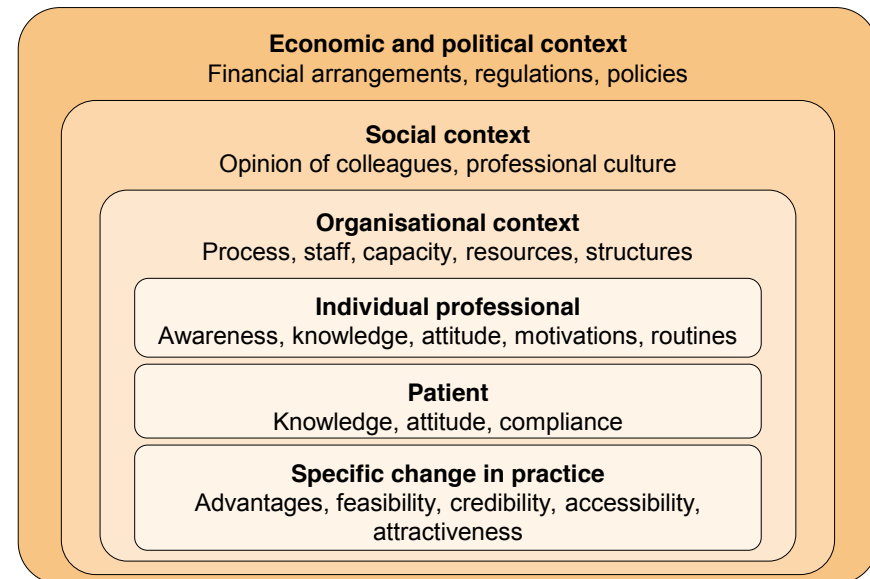 Economic and political context
Financial arrangements, regulations, policies
Social context
Opinion of colleagues, professional culture
Organisational context
Process, staff, capacity, resources, structures
Individual professional
Awareness, knowledge, attitude, motivations, routines
Patient
Knowledge, attitude, compliance
Specific change in practice
Advantages, feasibility, credibility, accessibility,
attractiveness